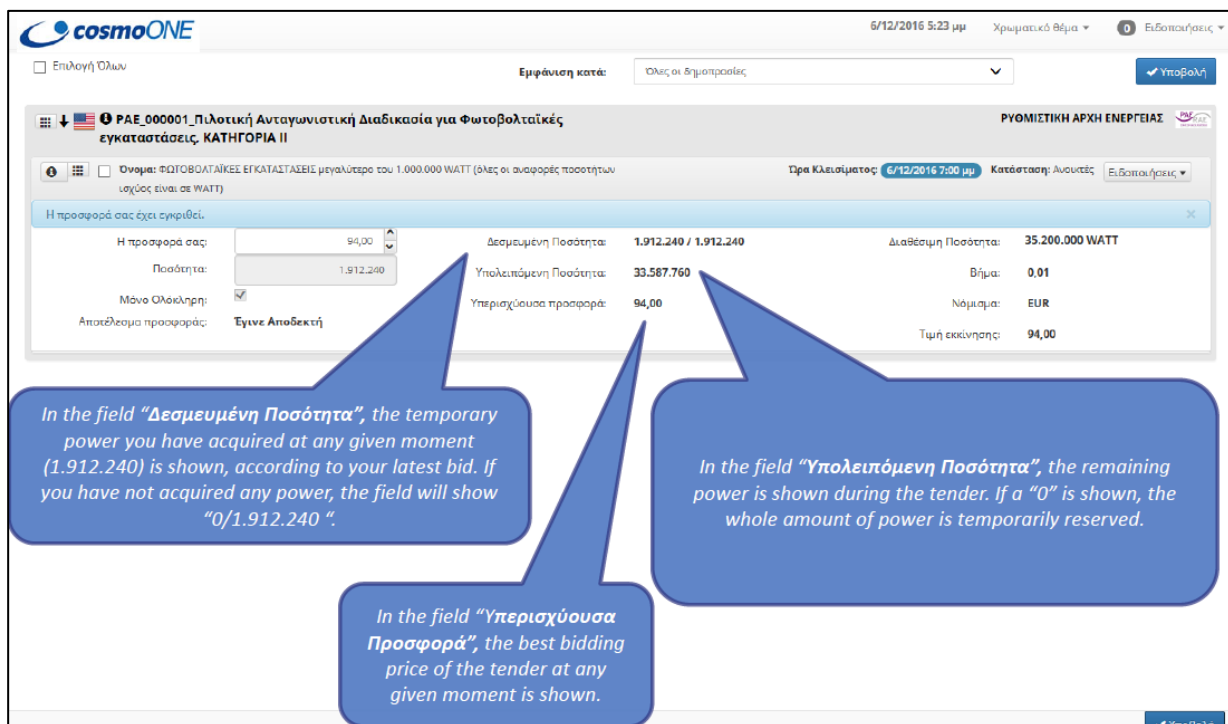 cosmoONE
6/12/2016 5:23 μμ Χρωματικό θέμα 0 Ειδοποιήσεις
Επιλογή Όλων
Εμφάνιση κατά: Όλες οι δημοπρασίες
Υποβολή
PAE_000001_Πιλοτική Ανταγωνιστική Διαδικασία για Φωτοβολταϊκές
εγκαταστάσεις, ΚΑΤΗΓΟΡΙΑ ΙΙ
ΡΥΘΜΙΣΤΙΚΗ ΑΡΧΗ ΕΝΕΡΓΕΙΑΣ
Όνομα: ΦΩΤΟΒΟΛΤΑΪΚΕΣ ΕΓΚΑΤΑΣΤΑΣΕΙΣ μεγαλύτερο του 1.000.000 WATT (όλες οι αναφορές ποσοτήτων
ισχύος είναι σε WATT)
Ώρα Κλεισίματος: 6/12/2016 7:00 μμ Κατάσταση: Ανοικτές Ειδοποιήσεις
Η προσφορά σας έχει εγκριθεί.
Η προσφορά σας: 94,00 Δεσμευμένη Ποσότητα: 1.912.240 / 1.912.240 Διαθέσιμη Ποσότητα: 35.200.000 WATT
Ποσότητα: 1.912.240 Υπολειπόμενη Ποσότητα: 33.587.760 Βήμα: 0,01
Μόνο Ολόκληρη: Υπερισχύουσα προσφορά: 94,00 Νόμισμα: EUR
Αποτέλεσμα προσφοράς: Έγινε Αποδεκτή
Τιμή εκκίνησης: 94,00
In the field “Δεσμευμένη Ποσότητα”, the temporary
power you have acquired at any given moment
(1.912.240) is shown, according to your latest bid. If
you have not acquired any power, the field will show
“0/1.912.240 “.
In the field “Υπολειπόμενη Ποσότητα”, the remaining
power is shown during the tender. If a “0” is shown, the
whole amount of power is temporarily reserved.
In the field “Υπερισχύουσα
Προσφορά”, the best bidding
price of the tender at any
given moment is shown.
Υποβολή